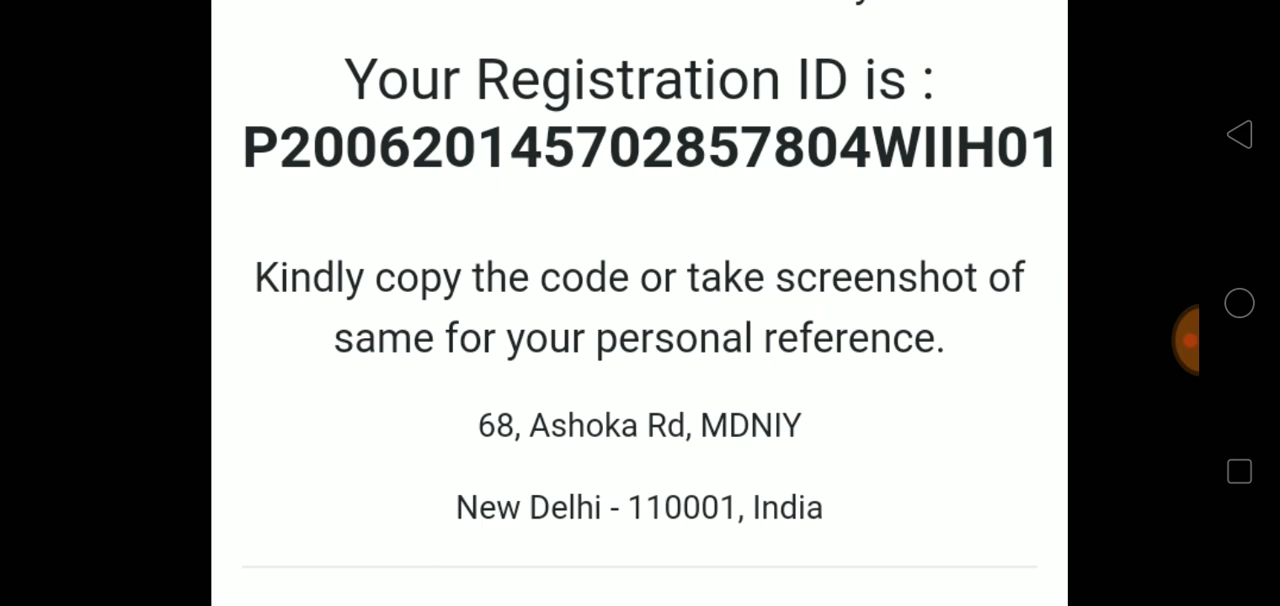 Your Registration ID is :
P200620145702857804WIIH01
Kindly copy the code or take screenshot of
same for your personal reference.
68, Ashoka Rd, MDNIY
New Delhi - 110001, India